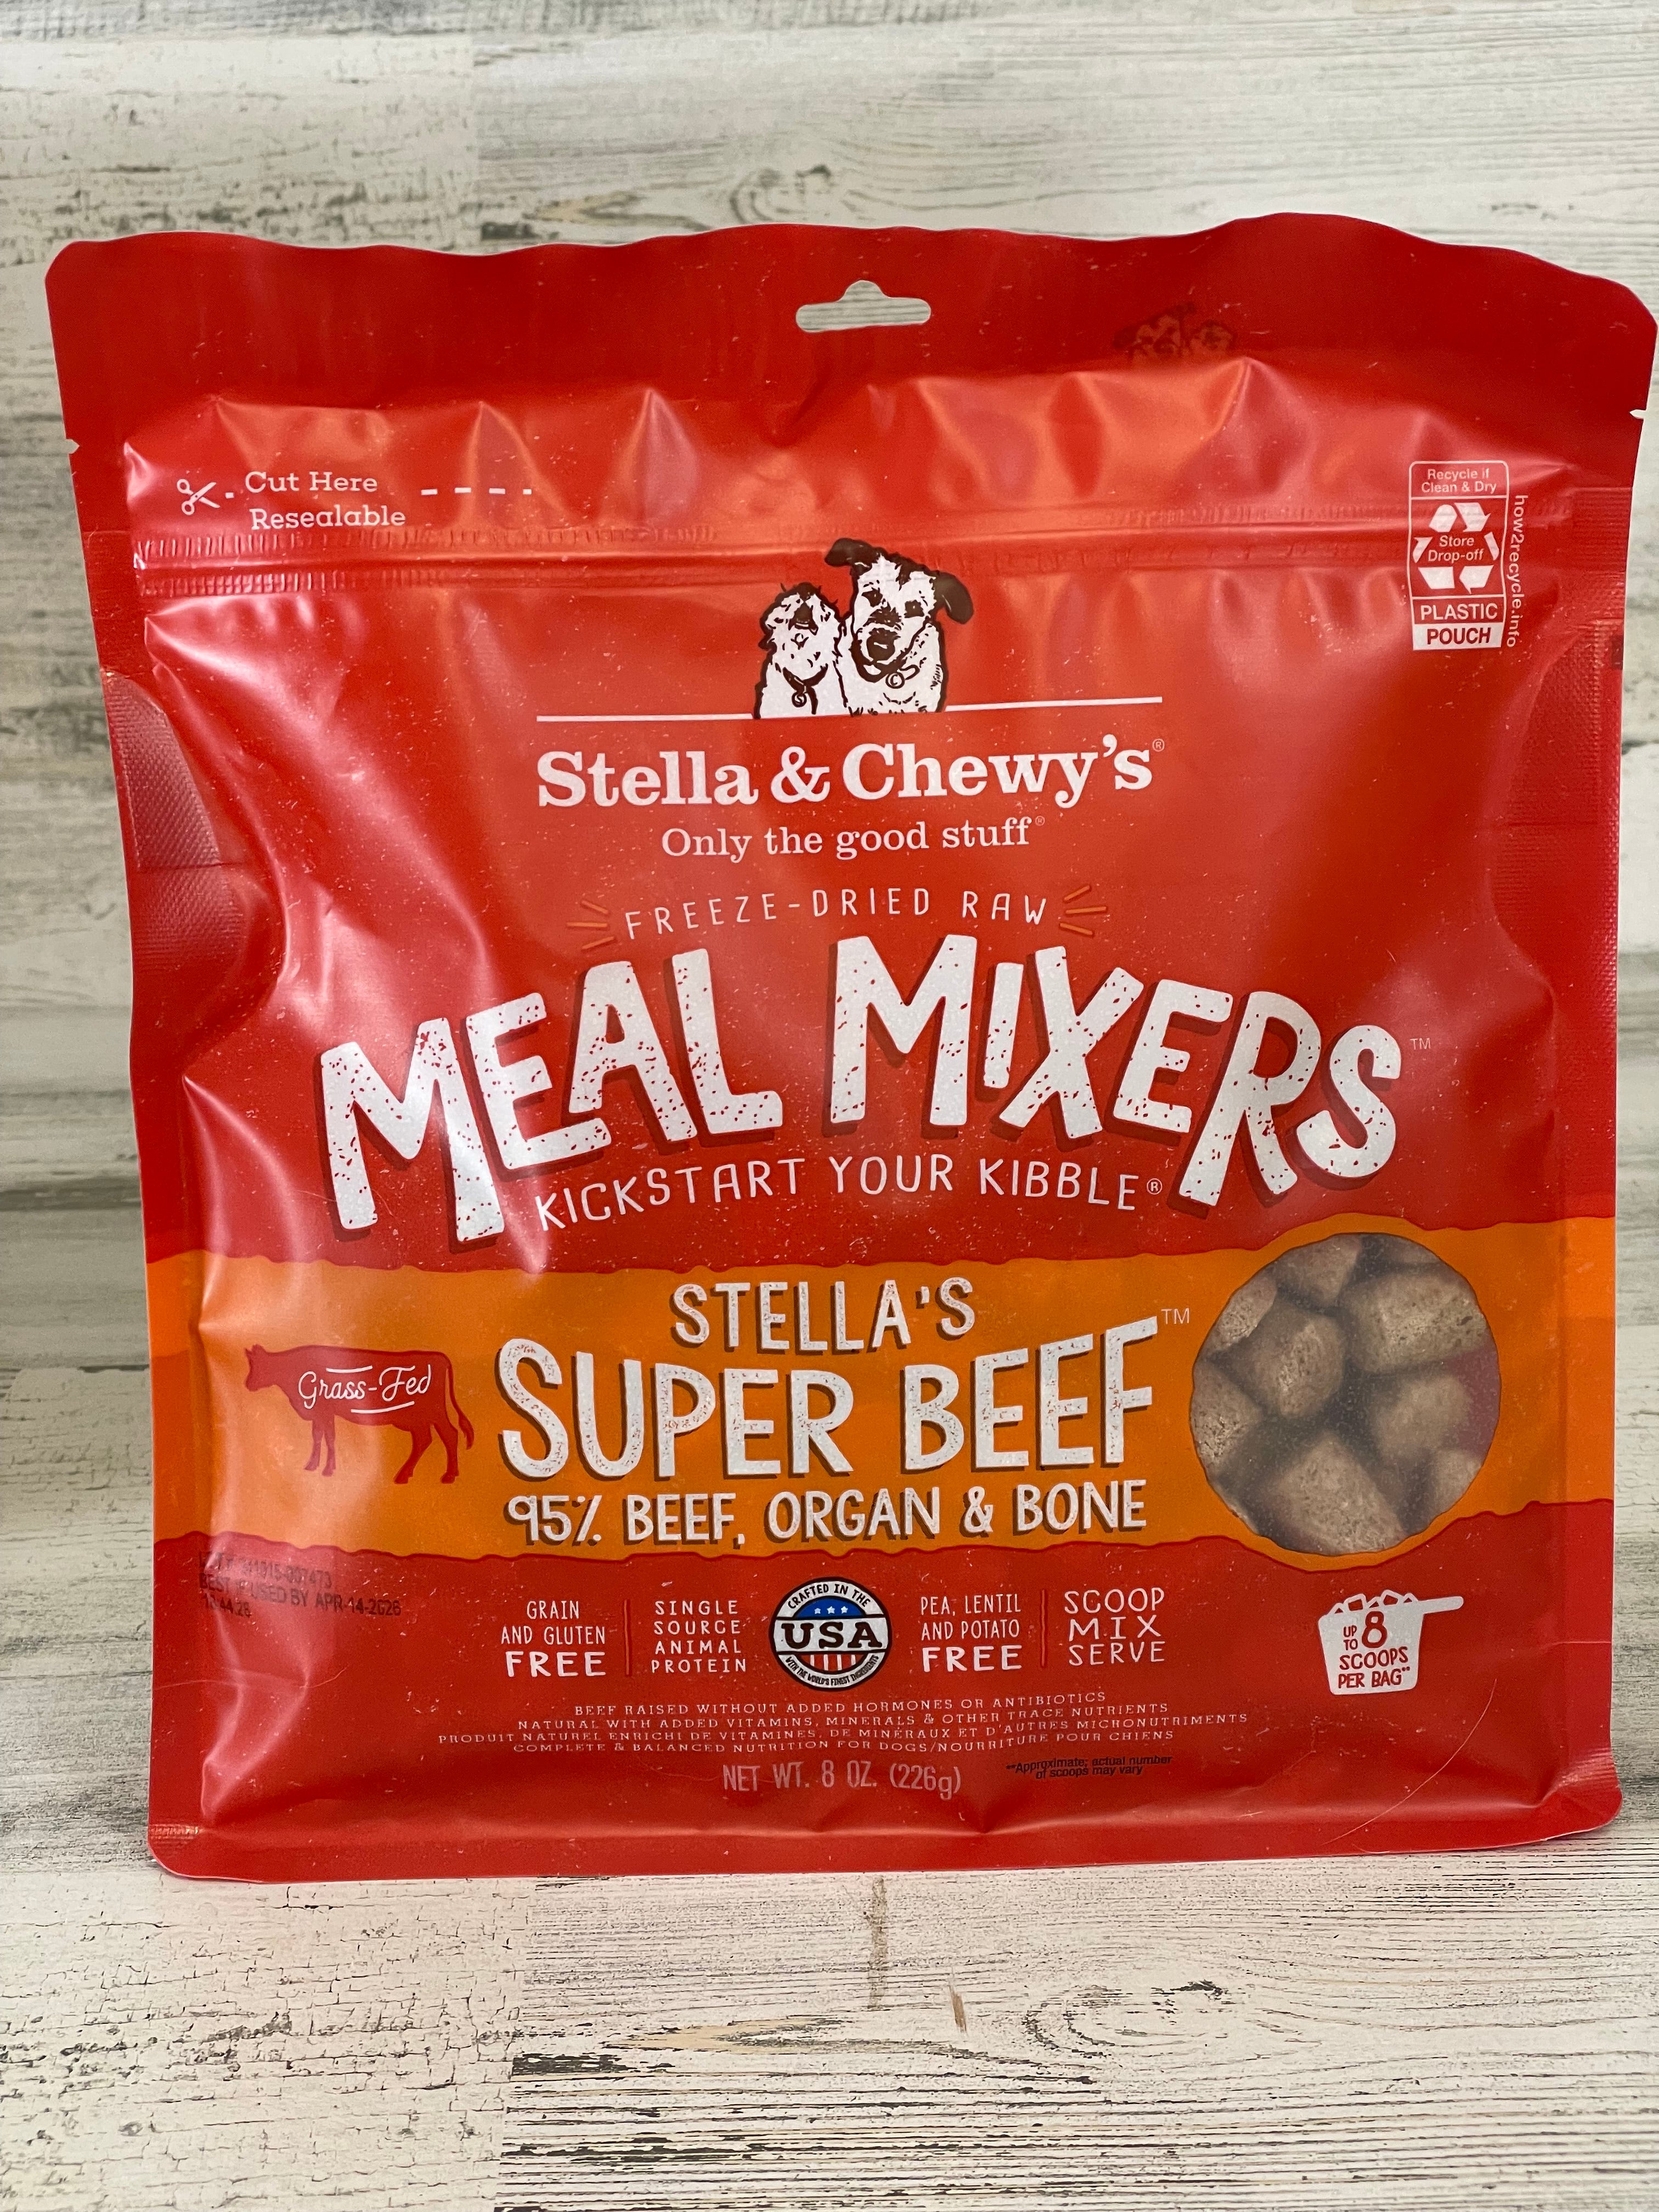 Cut Here
Resealable
Recycle if
Clean & Dry
Store
Drop-off
PLASTIC
POUCH
how2recycle.info
Stella & Chewy's®
Only the good stuff®
FREEZE-DRIED RAW
MEAL MIXERS™
KICKSTART YOUR KIBBLE®
STELLA'S
SUPER BEEF™
95% BEEF, ORGAN & BONE
Grass-Fed
BEST IF USED BY APR-14-2026
GRAIN
AND GLUTEN
FREE
SINGLE
SOURCE
ANIMAL
PROTEIN
CRAFTED IN THE
USA
WITH THE WORLD'S FINEST INGREDIENTS
PEA, LENTIL
AND POTATO
FREE
SCOOP
MIX
SERVE
UP
TO 8
SCOOPS
PER BAG**
BEEF RAISED WITHOUT ADDED HORMONES OR ANTIBIOTICS
NATURAL WITH ADDED VITAMINS, MINERALS & OTHER TRACE NUTRIENTS
PRODUIT NATUREL ENRICHI DE VITAMINES, DE MINÉRAUX ET D'AUTRES MICRONUTRIMENTS
COMPLETE & BALANCED NUTRITION FOR DOGS/NOURRITURE POUR CHIENS
NET WT. 8 OZ. (226g)
**Approximate; actual number
of scoops may vary